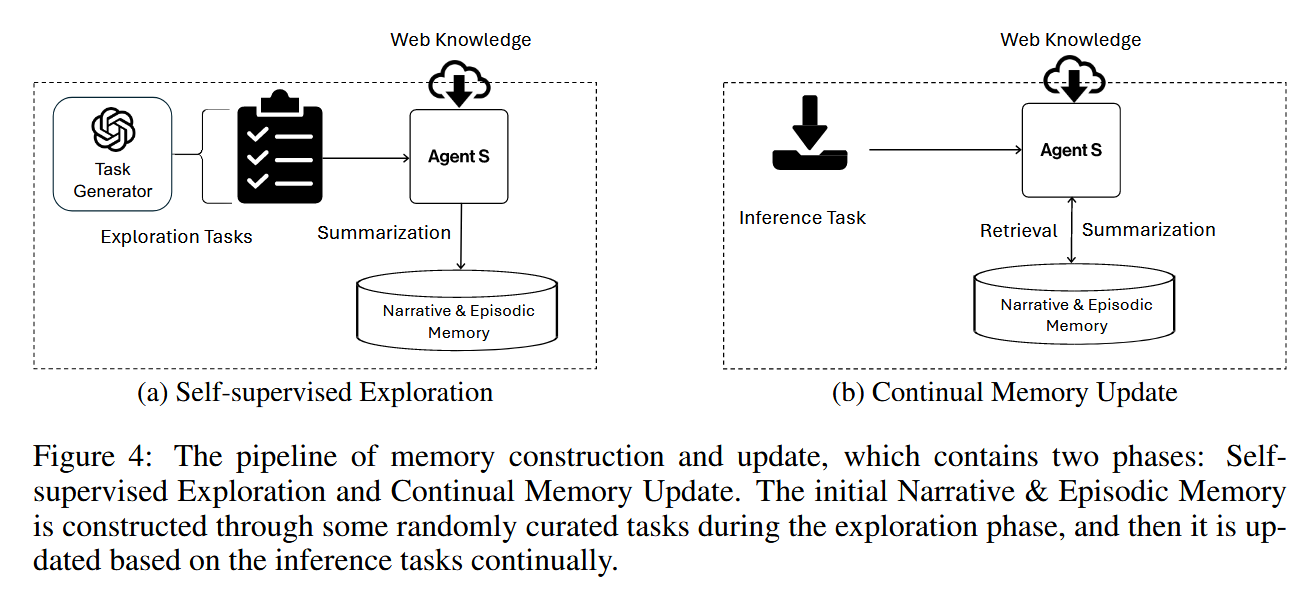 Web Knowledge
Task
Generator
Exploration Tasks
Agent S
Summarization
Narrative & Episodic
Memory
(a) Self-supervised Exploration
Web Knowledge
Inference Task
Agent S
Retrieval
Summarization
Narrative & Episodic
Memory
(b) Continual Memory Update
Figure 4: The pipeline of memory construction and update, which contains two phases: Self-
supervised Exploration and Continual Memory Update. The initial Narrative & Episodic Memory
is constructed through some randomly curated tasks during the exploration phase, and then it is up-
dated based on the inference tasks continually.